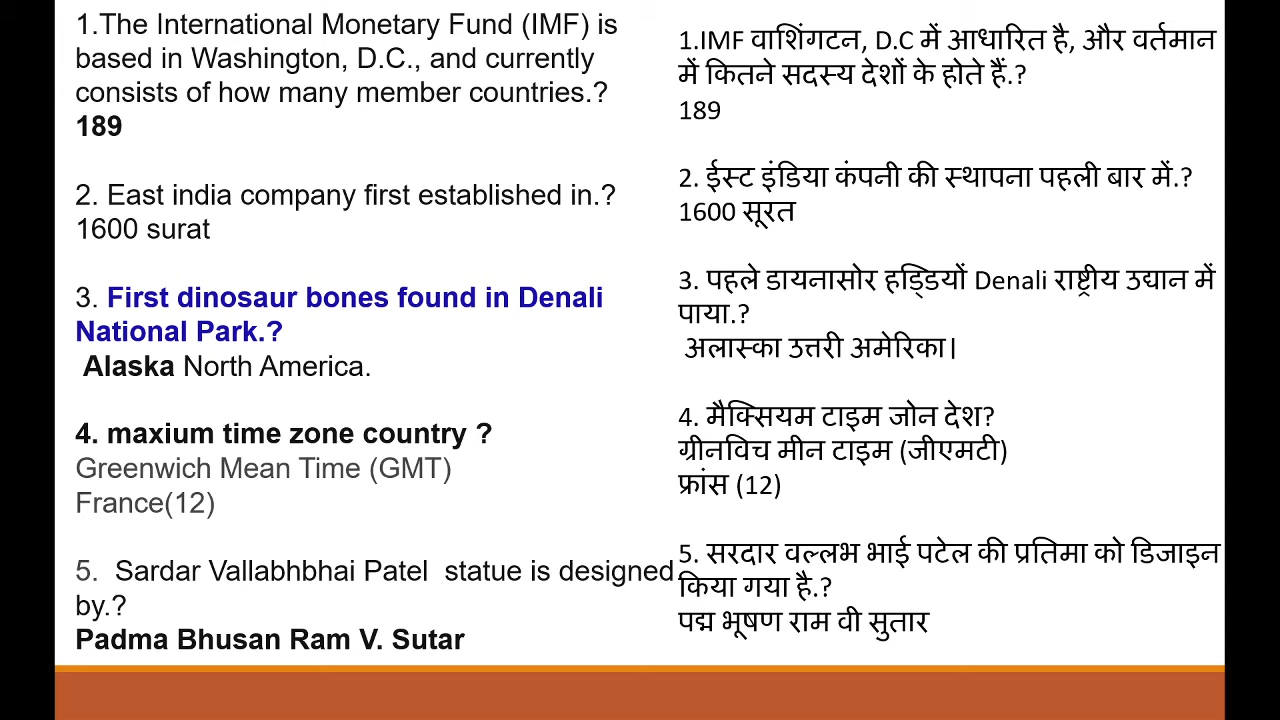 1.The International Monetary Fund (IMF) is
based in Washington, D.C., and currently
consists of how many member countries.?
189
2. East india company first established in.?
1600 surat
3. First dinosaur bones found in Denali
National Park.?
Alaska North America.
4. maxium time zone country ?
Greenwich Mean Time (GMT)
France(12)
5.  Sardar Vallabhbhai Patel  statue is designed
by.?
Padma Bhusan Ram V. Sutar
1.IMF वाशिंगटन, D.C में आधारित है, और वर्तमान
में कितने सदस्य देशों के होते हैं.?
189
2. ईस्ट इंडिया कंपनी की स्थापना पहली बार में.?
1600 सूरत
3. पहले डायनासोर हड्डियों Denali राष्ट्रीय उद्यान में
पाया.?
अलास्का उत्तरी अमेरिका।
4. मैक्सियम टाइम जोन देश?
ग्रीनविच मीन टाइम (जीएमटी)
फ्रांस (12)
5. सरदार वल्लभ भाई पटेल की प्रतिमा को डिजाइन
किया गया है.?
पद्म भूषण राम वी सुतार